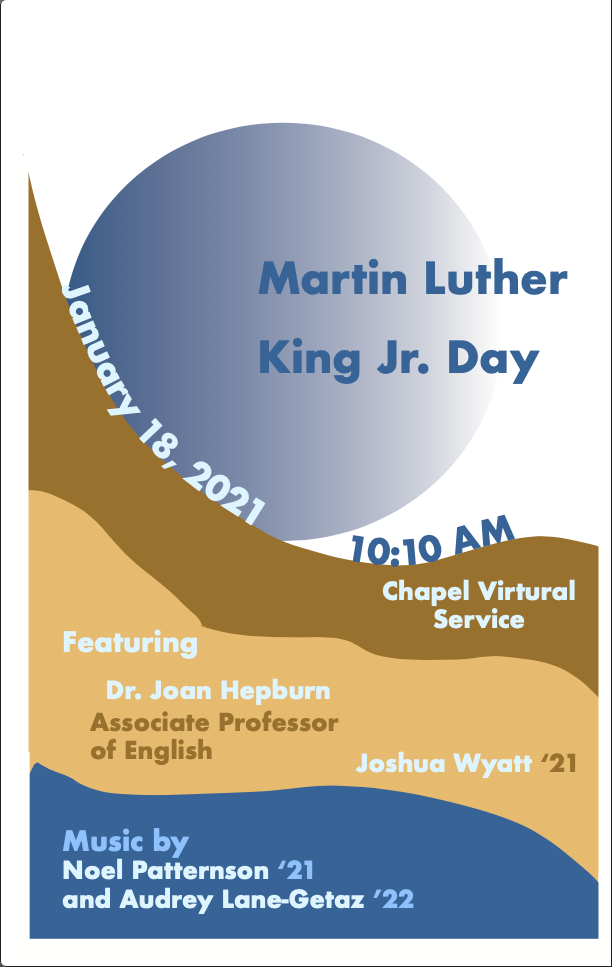 Martin Luther
King Jr. Day
January 18, 2021
10:10 AM
Chapel Virtural
Service
Featuring
Dr. Joan Hepburn
Associate Professor
of English
Joshua Wyatt ‘21
Music by
Noel Patternson ‘21
and Audrey Lane-Getaz ’22